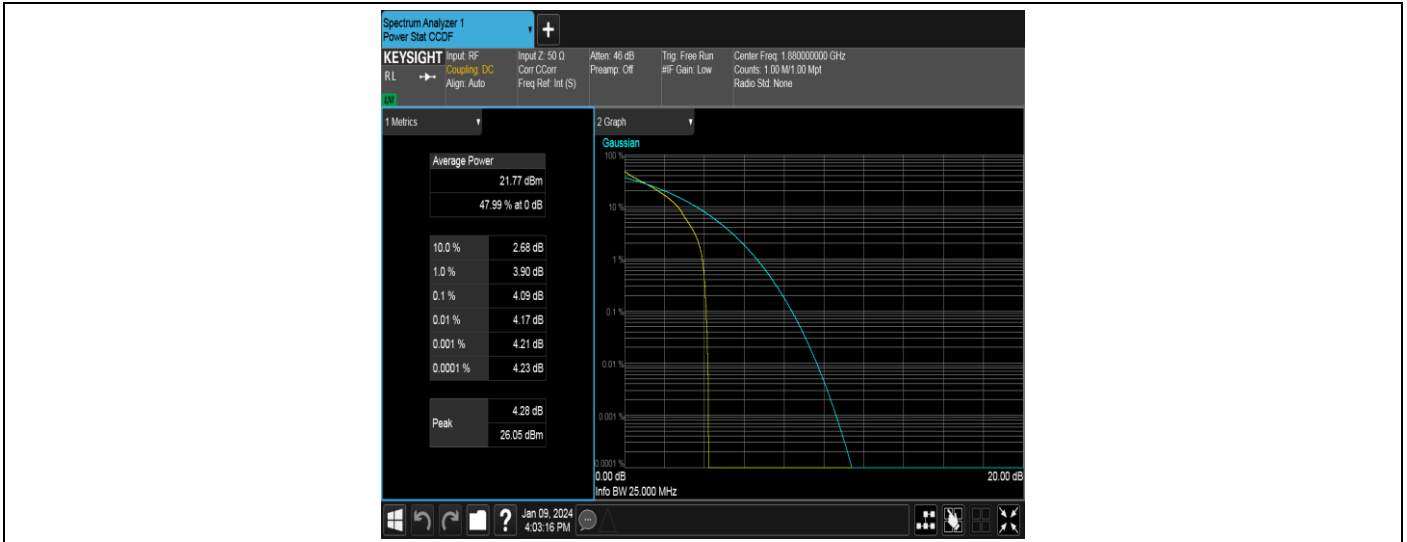 Spectrum Analyzer 1
Power Stat CCDF
KEYSIGHT
RL
LXI
Input: RF
Coupling: DC
Align: Auto
Input Z: 50 Ω
Corr CCorr
Freq Ref: Int (S)
Atten: 46 dB
Preamp: Off
Trig: Free Run
#IF Gain: Low
Center Freq: 1.880000000 GHz
Counts: 1.00 M/1.00 Mpt
Radio Std: None
1 Metrics
Average Power
21.77 dBm
47.99 % at 0 dB
10.0 % 2.68 dB
1.0 % 3.90 dB
0.1 % 4.09 dB
0.01 % 4.17 dB
0.001 % 4.21 dB
0.0001 % 4.23 dB
Peak
4.28 dB
26.05 dBm
2 Graph
Gaussian
100 %
10 %
1 %
0.1 %
0.01 %
0.001 %
0.0001 %
0.00 dB 20.00 dB
Info BW 25.000 MHz
? Jan 09, 2024
4:03:16 PM